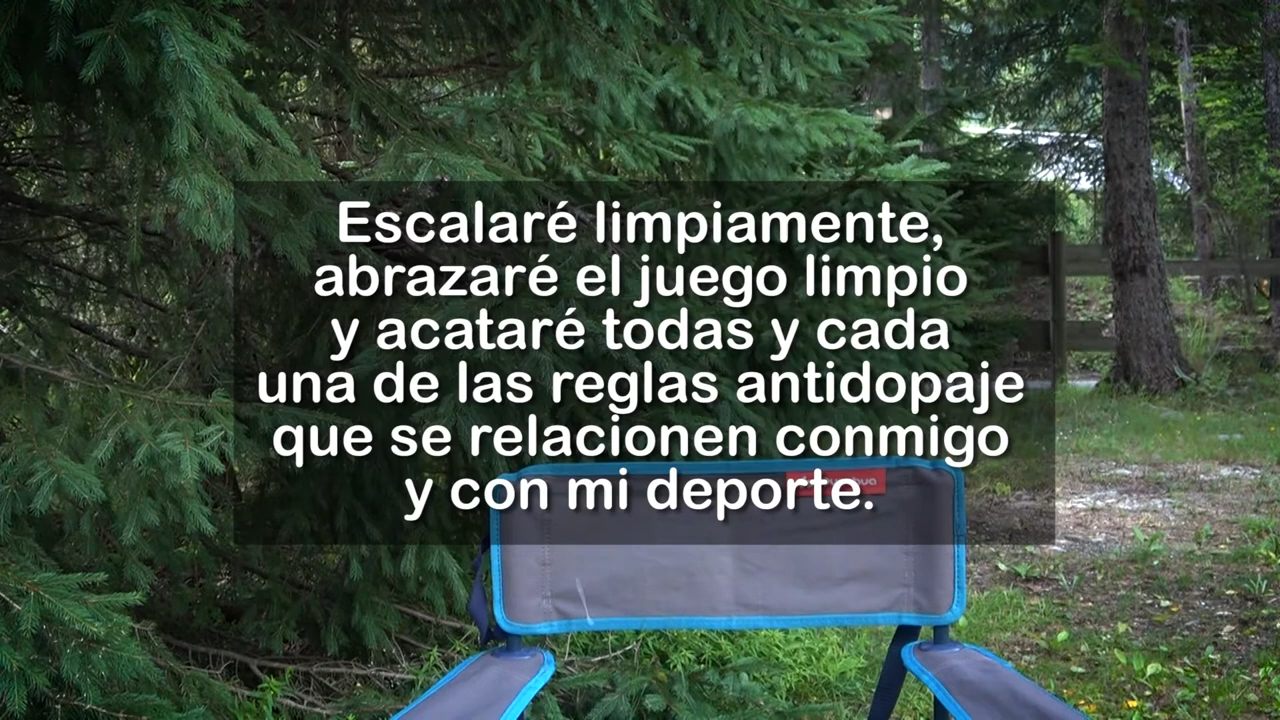 Escalaré limpiamente,
abrazaré el juego limpio
y acataré todas y cada
una de las reglas antidopaje
que se relacionen conmigo
y con mi deporte.